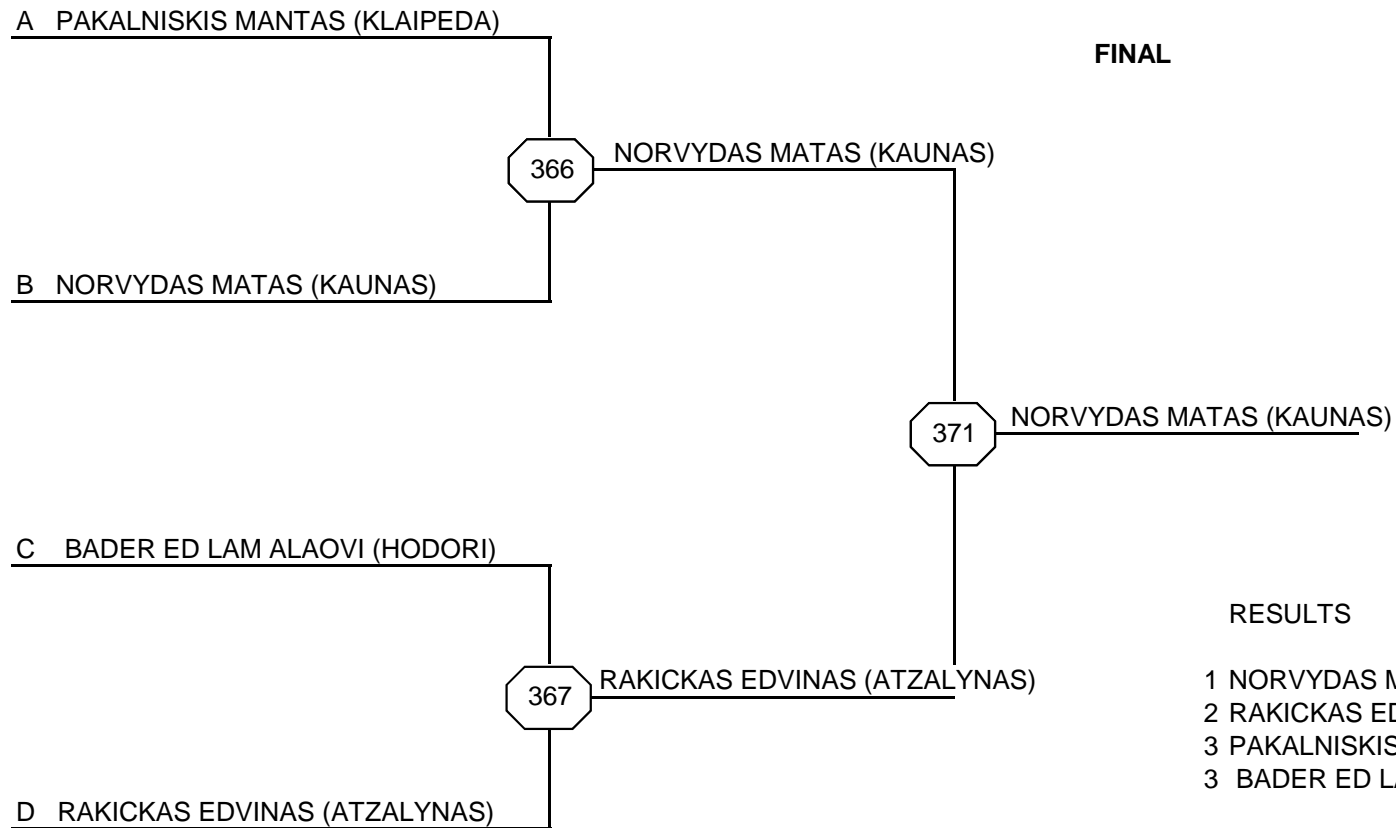 A PAKALNISKIS MANTAS (KLAIPEDA)
FINAL
366
NORVYDAS MATAS (KAUNAS)
B NORVYDAS MATAS (KAUNAS)
371
NORVYDAS MATAS (KAUNAS)
C BADER ED LAM ALAOVI (HODORI)
RESULTS
367
RAKICKAS EDVINAS (ATZALYNAS)
1 NORVYDAS
2 RAKICKAS
3 PAKALNISKIS
3 BADER ED
D RAKICKAS EDVINAS (ATZALYNAS)